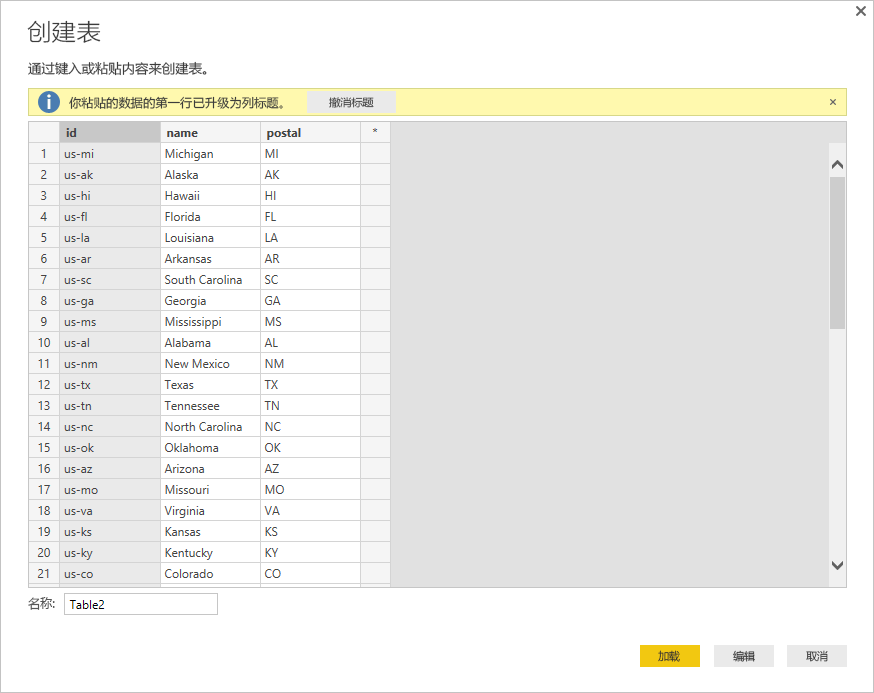 创建表
通过键入或粘贴内容来创建表。
你粘贴的数据的第一行已升级为列标题。 撤消标题
id name postal *
1 us-mi Michigan MI
2 us-ak Alaska AK
3 us-hi Hawaii HI
4 us-fl Florida FL
5 us-la Louisiana LA
6 us-ar Arkansas AR
7 us-sc South Carolina SC
8 us-ga Georgia GA
9 us-ms Mississippi MS
10 us-al Alabama AL
11 us-nm New Mexico NM
12 us-tx Texas TX
13 us-tn Tennessee TN
14 us-nc North Carolina NC
15 us-ok Oklahoma OK
16 us-az Arizona AZ
17 us-mo Missouri MO
18 us-va Virginia VA
19 us-ks Kansas KS
20 us-ky Kentucky KY
21 us-co Colorado CO
名称: Table2
加载 编辑 取消